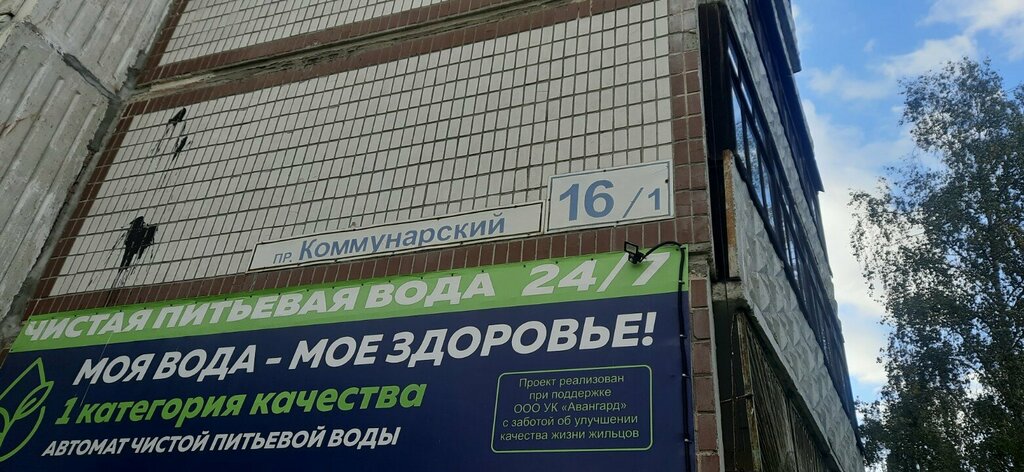 пр. Коммунарский
16/1
ЧИСТАЯ ПИТЬЕВАЯ ВОДА 24/7
МОЯ ВОДА - МОЕ ЗДОРОВЬЕ!
1 категория качества
АВТОМАТ ЧИСТОЙ ПИТЬЕВОЙ ВОДЫ
Проект реализован
при поддержке
ООО УК «Авангард»
с заботой об улучшении
качества жизни жильцов